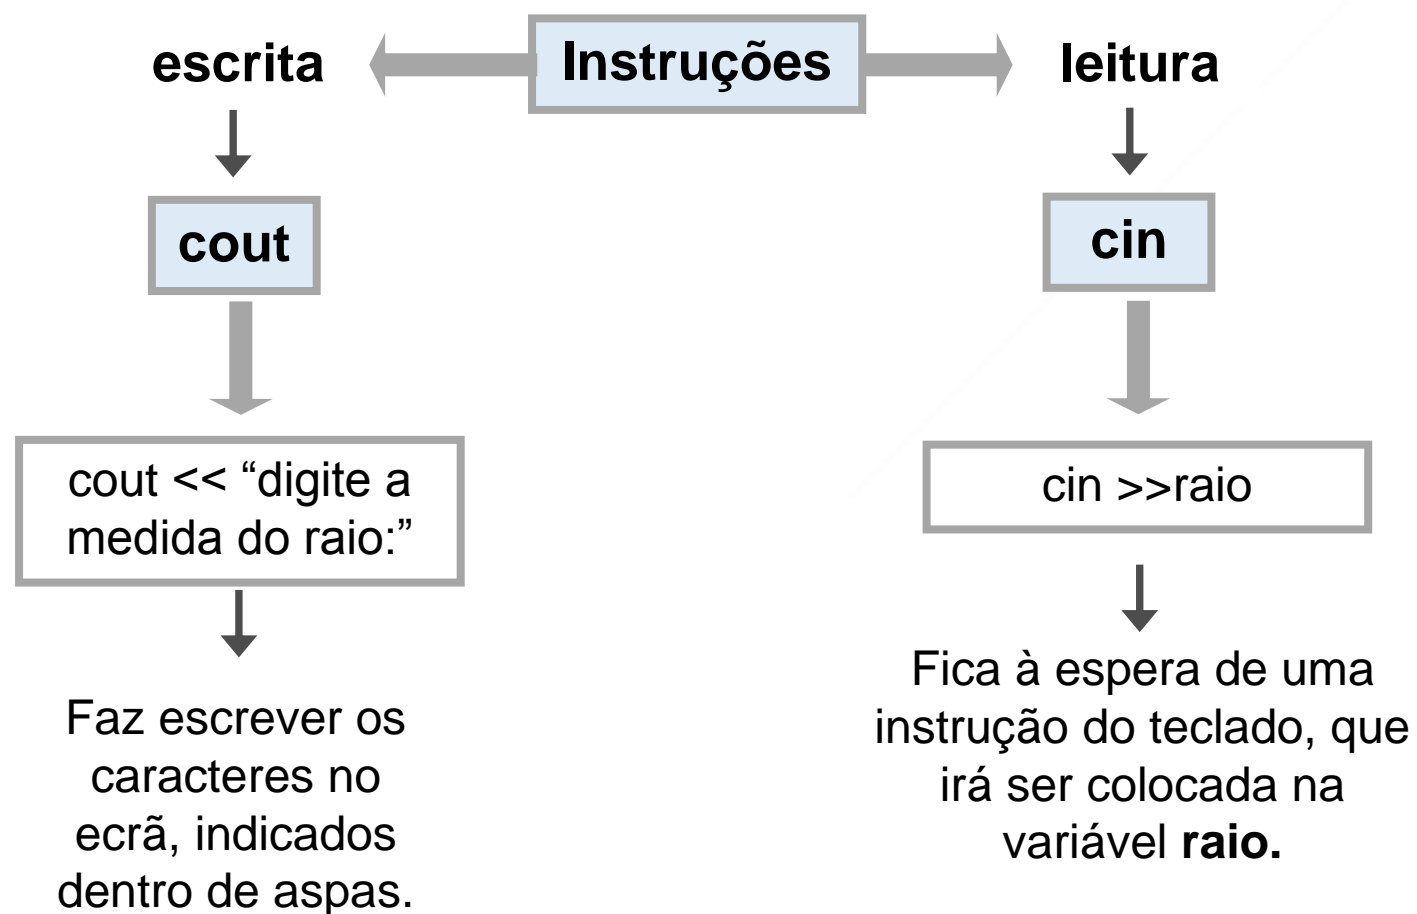 Instruções
escrita
leitura
cout
cin
cout << “digite a
medida do raio:”
cin >>raio
Faz escrever os
caracteres no
ecrã, indicados
dentro de aspas.
Fica à espera de uma
instrução do teclado, que
irá ser colocada na
variável raio.